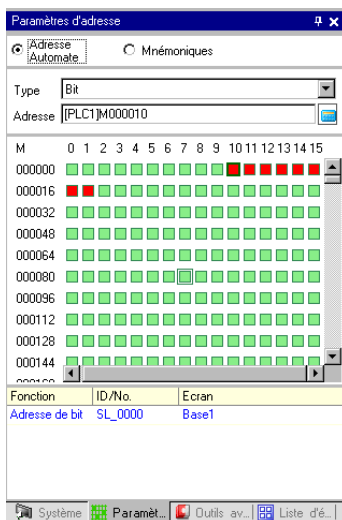 Paramètres d'adresse
Adresse Automate
Mnémoniques
Type Bit
Adresse [PLC1]M000010
M 0 1 2 3 4 5 6 7 8 9 10 11 12 13 14 15
000000
000016
000032
000048
000064
000080
000096
000112
000128
000144
Fonction ID/No. Ecran
Adresse de bit SL_0000 Base1
Système Paramèt... Outils av... Liste d'é...